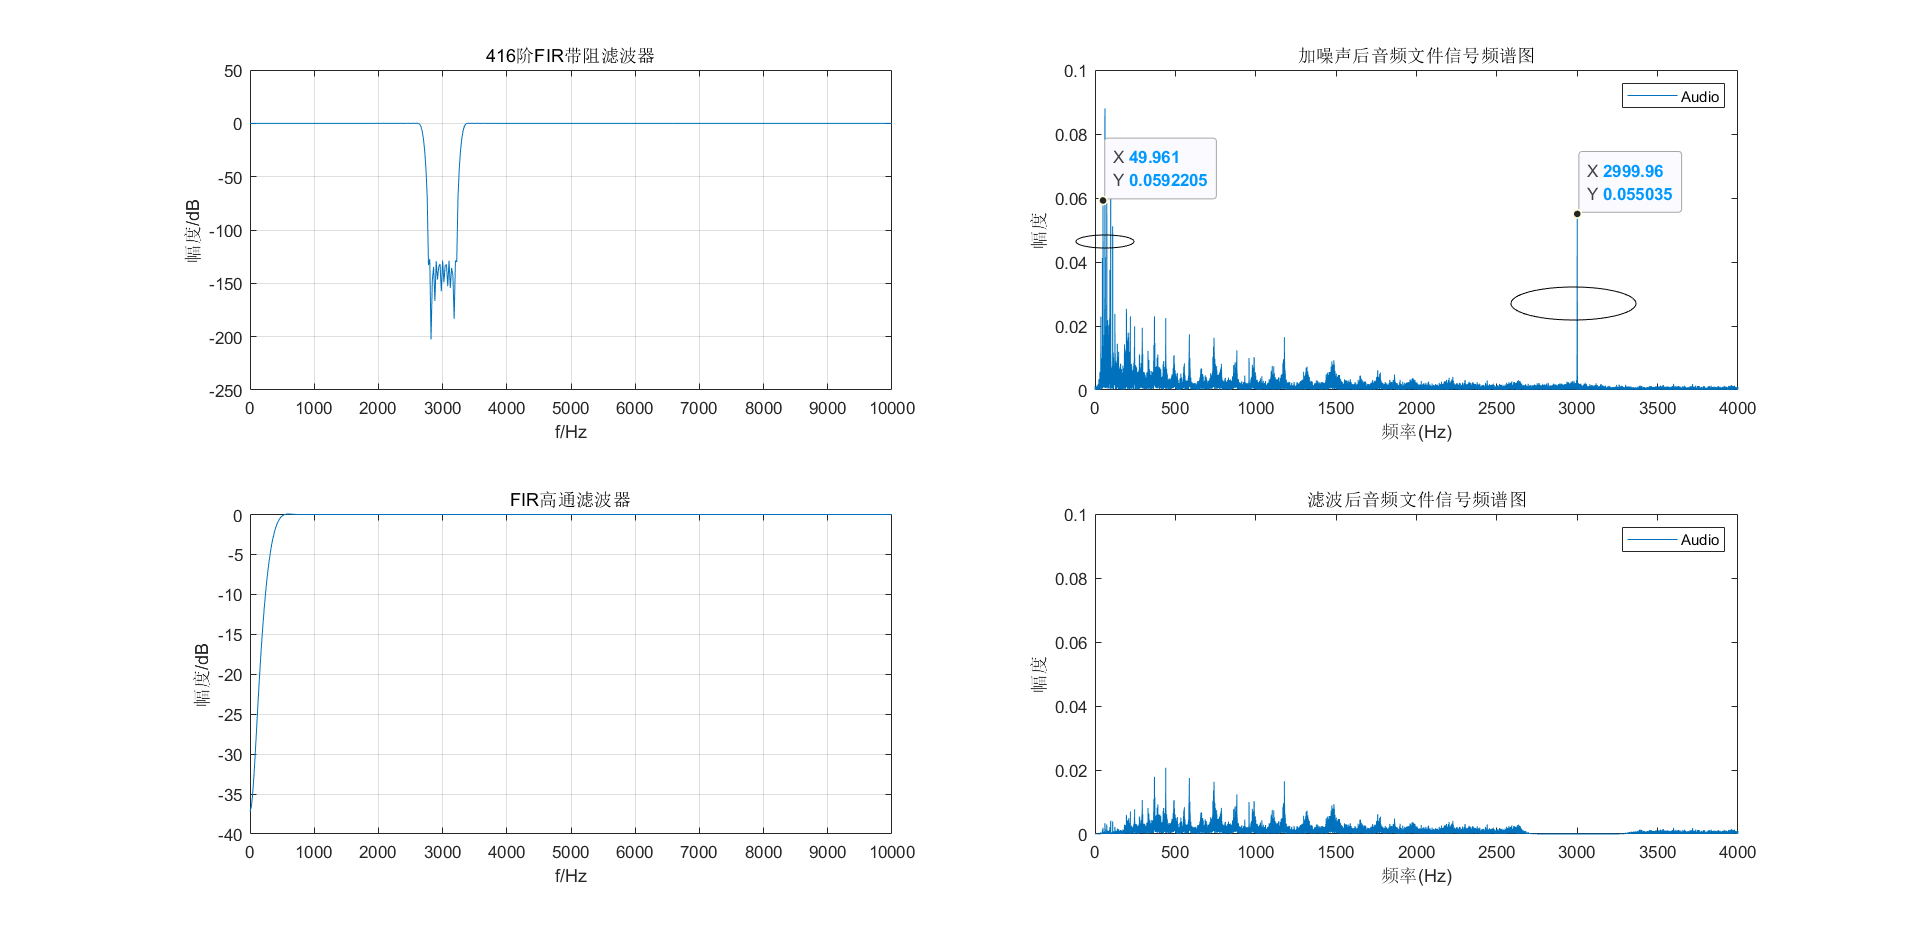 416阶FIR带阻滤波器
50
0
-50
-100
-150
-200
-250
幅度/dB
0 1000 2000 3000 4000 5000 6000 7000 8000 9000 10000
f/Hz
加噪声后音频文件信号频谱图
0.1
0.08
0.06
0.04
0.02
0
幅度
Audio
X 49.961
Y 0.0592205
X 2999.96
Y 0.055035
0 500 1000 1500 2000 2500 3000 3500 4000
频率(Hz)
FIR高通滤波器
0
-5
-10
-15
-20
-25
-30
-35
-40
幅度/dB
0 1000 2000 3000 4000 5000 6000 7000 8000 9000 10000
f/Hz
滤波后音频文件信号频谱图
0.1
0.08
0.06
0.04
0.02
0
幅度
Audio
0 500 1000 1500 2000 2500 3000 3500 4000
频率(Hz)